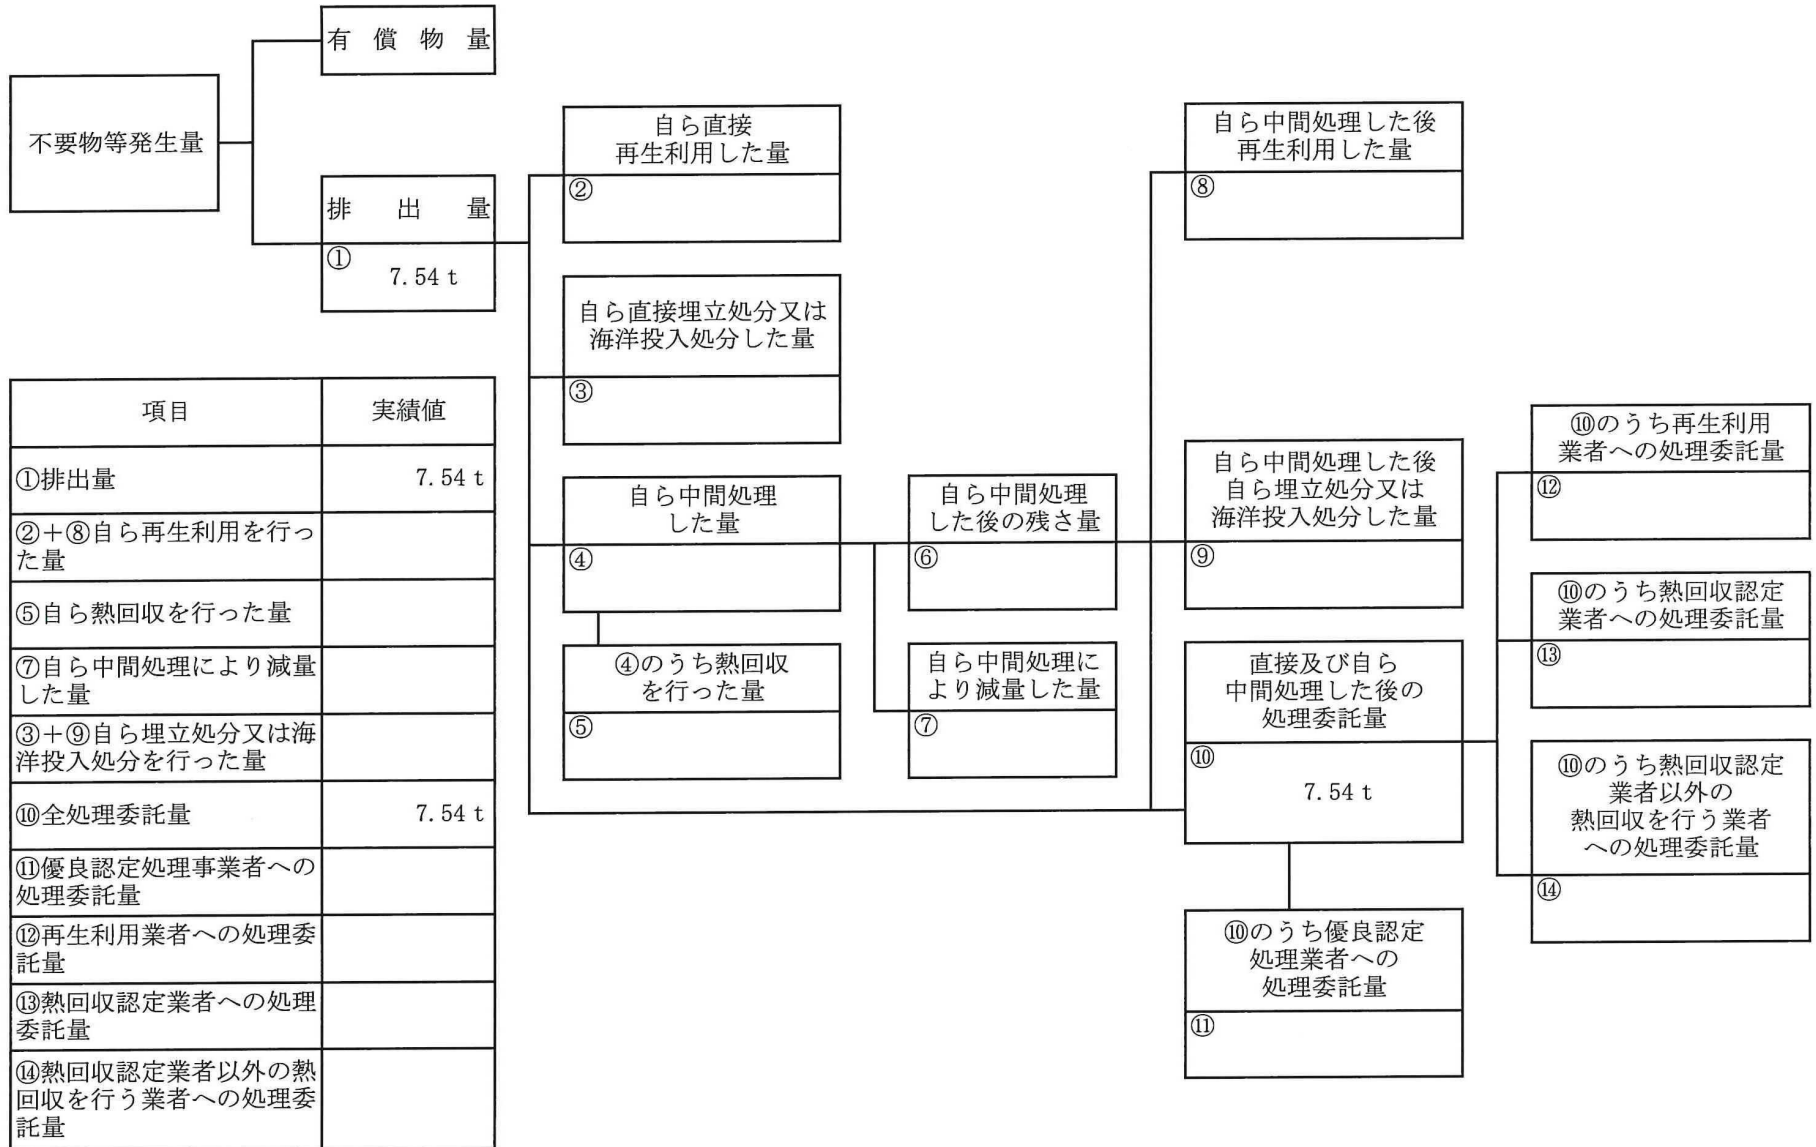 有償物量
不要物等発生量
排出量
①
7.54 t
自ら直接
再生利用した量
②
自ら直接埋立処分又は
海洋投入処分した量
③
自ら中間処理
した量
④
④のうち熱回収
を行った量
⑤
自ら中間処理
した後の残さ量
⑥
自ら中間処理に
より減量した量
⑦
自ら中間処理した後
再生利用した量
⑧
自ら中間処理した後
自ら埋立処分又は
海洋投入処分した量
⑨
直接及び自ら
中間処理した後の
処理委託量
⑩
7.54 t
⑩のうち優良認定
処理業者への
処理委託量
⑪
⑩のうち再生利用
業者への処理委託量
⑫
⑩のうち熱回収認定
業者への処理委託量
⑬
⑩のうち熱回収認定
業者以外の
熱回収を行う業者
への処理委託量
⑭
項目 実績値
①排出量 7.54 t
②+⑧自ら再生利用を行っ
た量
⑤自ら熱回収を行った量
⑦自ら中間処理により減量
した量
③+⑨自ら埋立処分又は海
洋投入処分を行った量
⑩全処理委託量 7.54 t
⑪優良認定処理事業者への
処理委託量
⑫再生利用業者への処理委
託量
⑬熱回収認定業者への処理
委託量
⑭熱回収認定業者以外の熱
回収を行う業者への処理委
託量